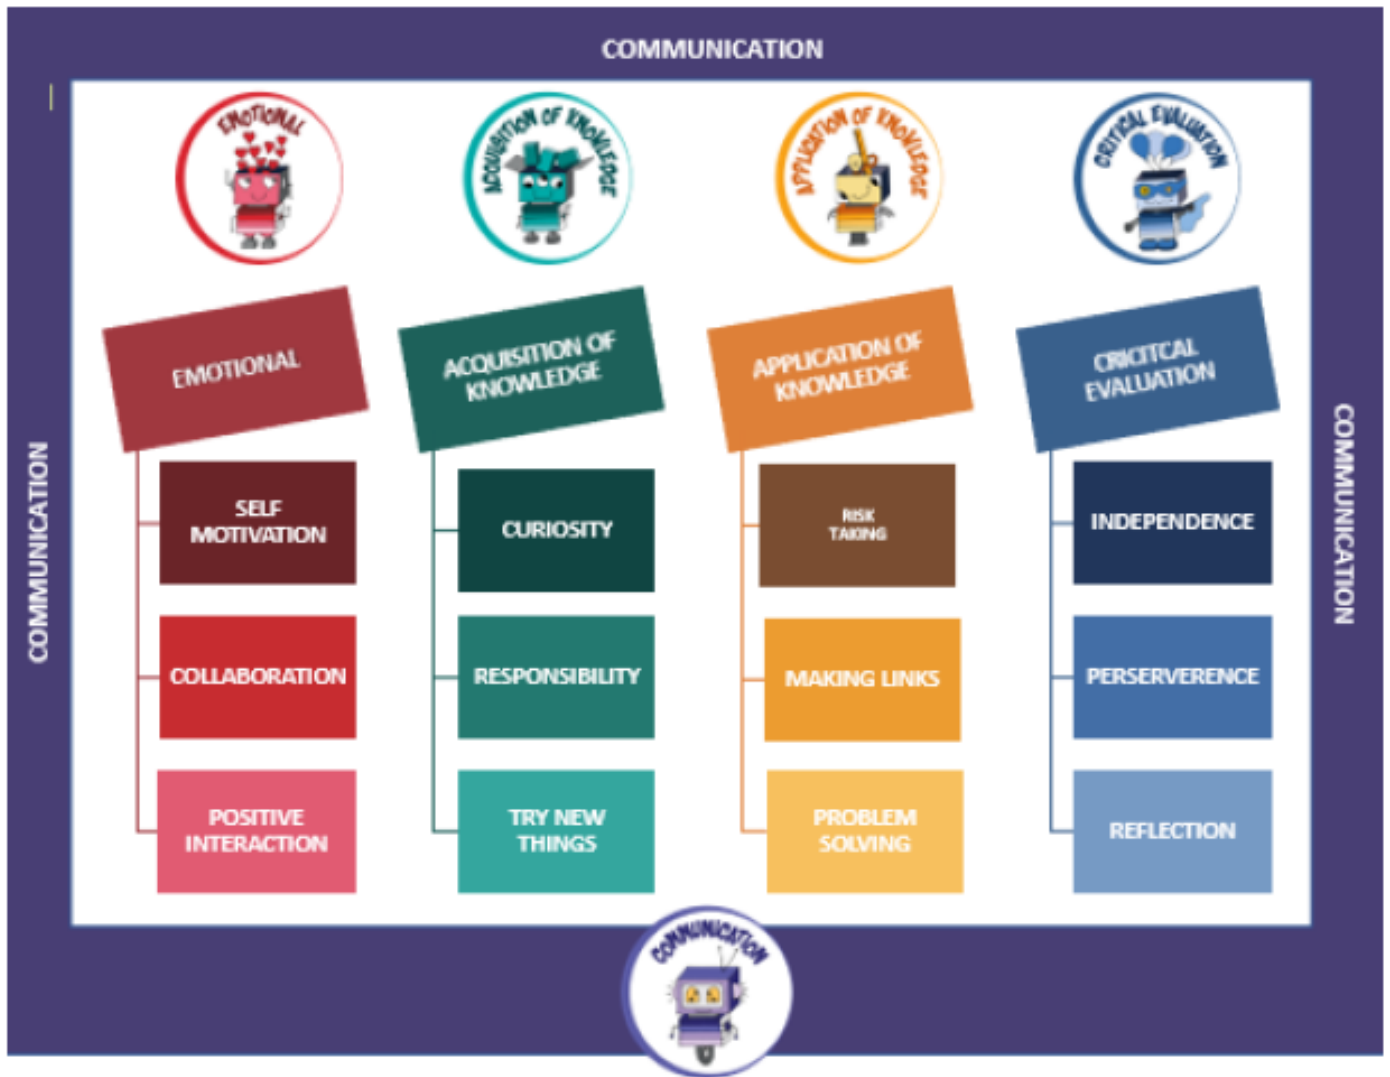 COMMUNICATION
EMOTIONAL
ACQUISITION OF KNOWLEDGE
APPLICATION OF KNOWLEDGE
CRITICAL EVALUATION
EMOTIONAL
ACQUISITION OF
KNOWLEDGE
APPLICATION OF
KNOWLEDGE
CRICITCAL
EVALUATION
COMMUNICATION
SELF
MOTIVATION
CURIOSITY
RISK
TAKING
INDEPENDENCE
COMMUNICATION
COLLABORATION
RESPONSIBILITY
MAKING LINKS
PERSERVERENCE
POSITIVE
INTERACTION
TRY NEW
THINGS
PROBLEM
SOLVING
REFLECTION
COMMUNICATION